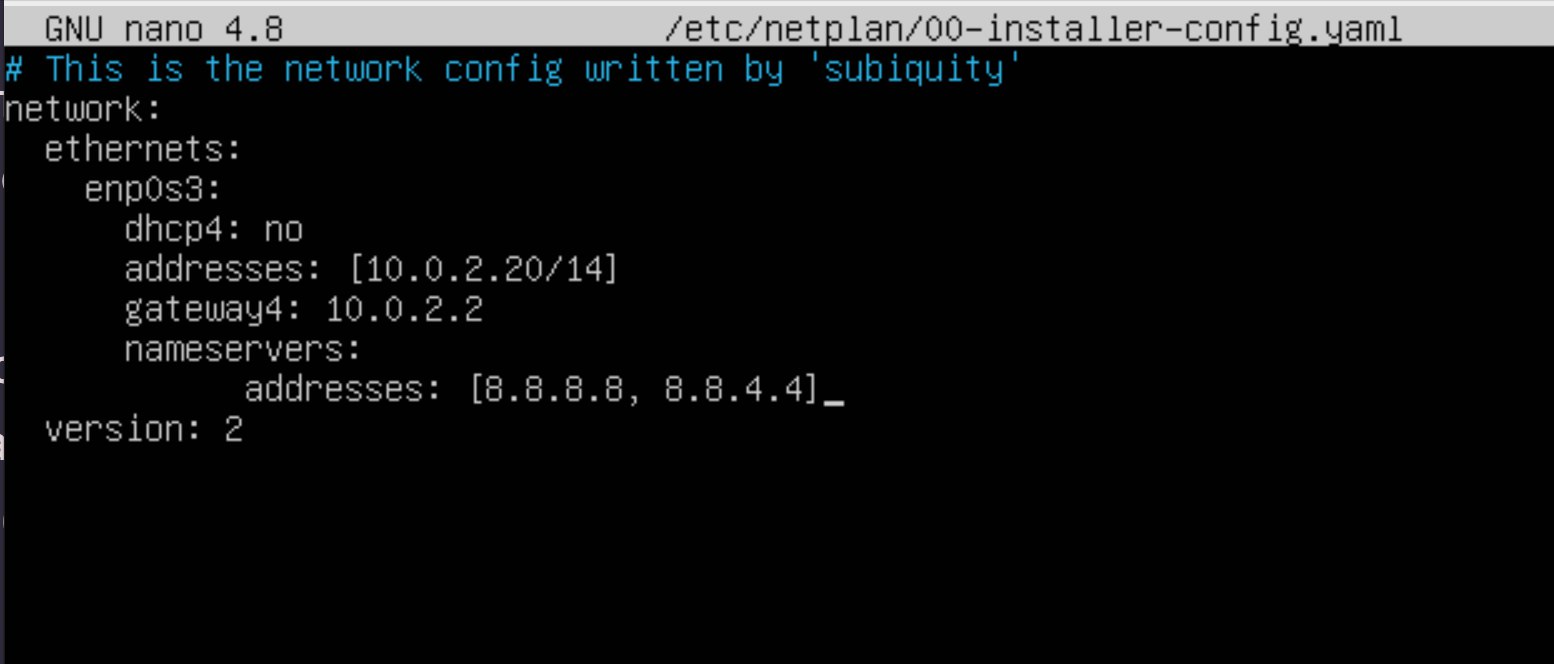 GNU nano 4.8 /etc/netplan/00-installer-config.yaml
# This is the network config written by 'subiquity'
network:
  ethernets:
    enp0s3:
      dhcp4: no
      addresses: [10.0.2.20/14]
      gateway4: 10.0.2.2
      nameservers:
            addresses: [8.8.8.8, 8.8.4.4]
  version: 2